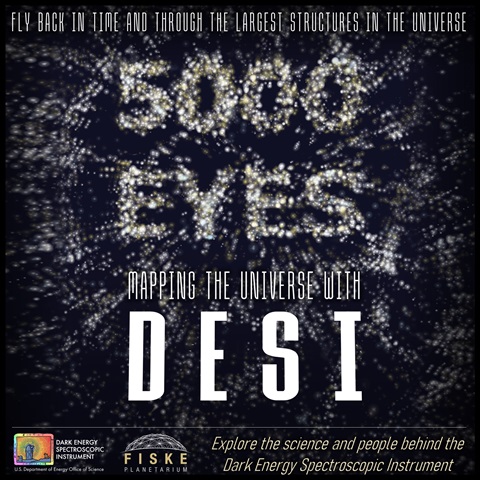 FLY BACK IN TIME AND THROUGH THE LARGEST STRUCTURES IN THE UNIVERSE
5000
EYES
MAPPING THE UNIVERSE WITH
DESI
DARK ENERGY
SPECTROSCOPIC
INSTRUMENT
U.S. Department of Energy Office of Science
FISKE
PLANETARIUM
Explore the science and people behind the
Dark Energy Spectroscopic Instrument